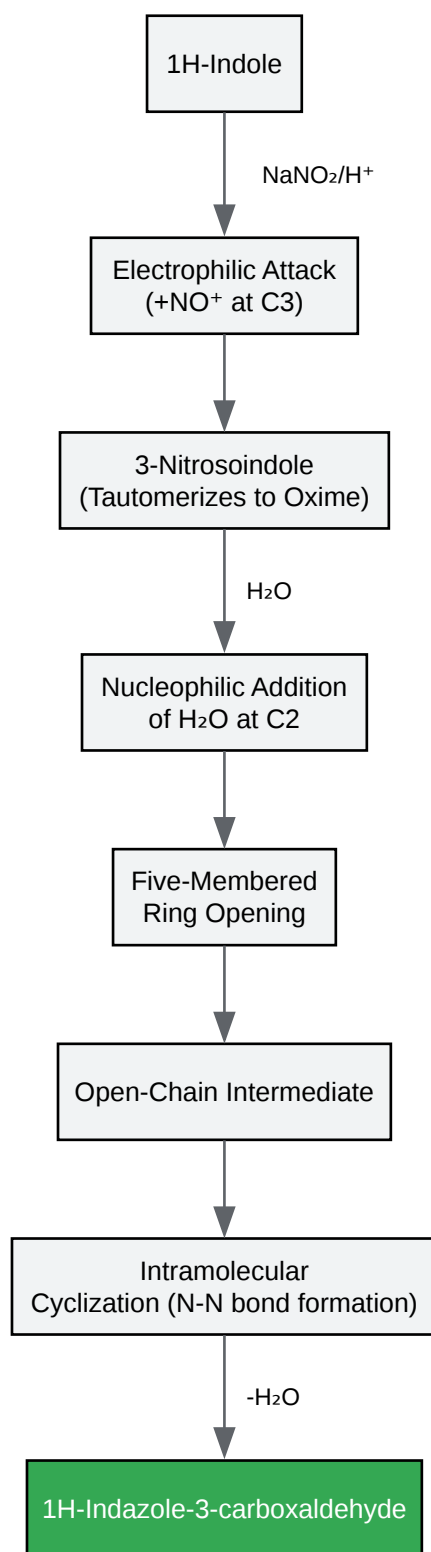 1H-Indole
NaNO₂/H⁺
Electrophilic Attack
(+NO⁺ at C3)
3-Nitrosoindole
(Tautomerizes to Oxime)
H₂O
Nucleophilic Addition
of H₂O at C2
Five-Membered
Ring Opening
Open-Chain Intermediate
Intramolecular
Cyclization (N-N bond formation)
-H₂O
1H-Indazole-3-carboxaldehyde